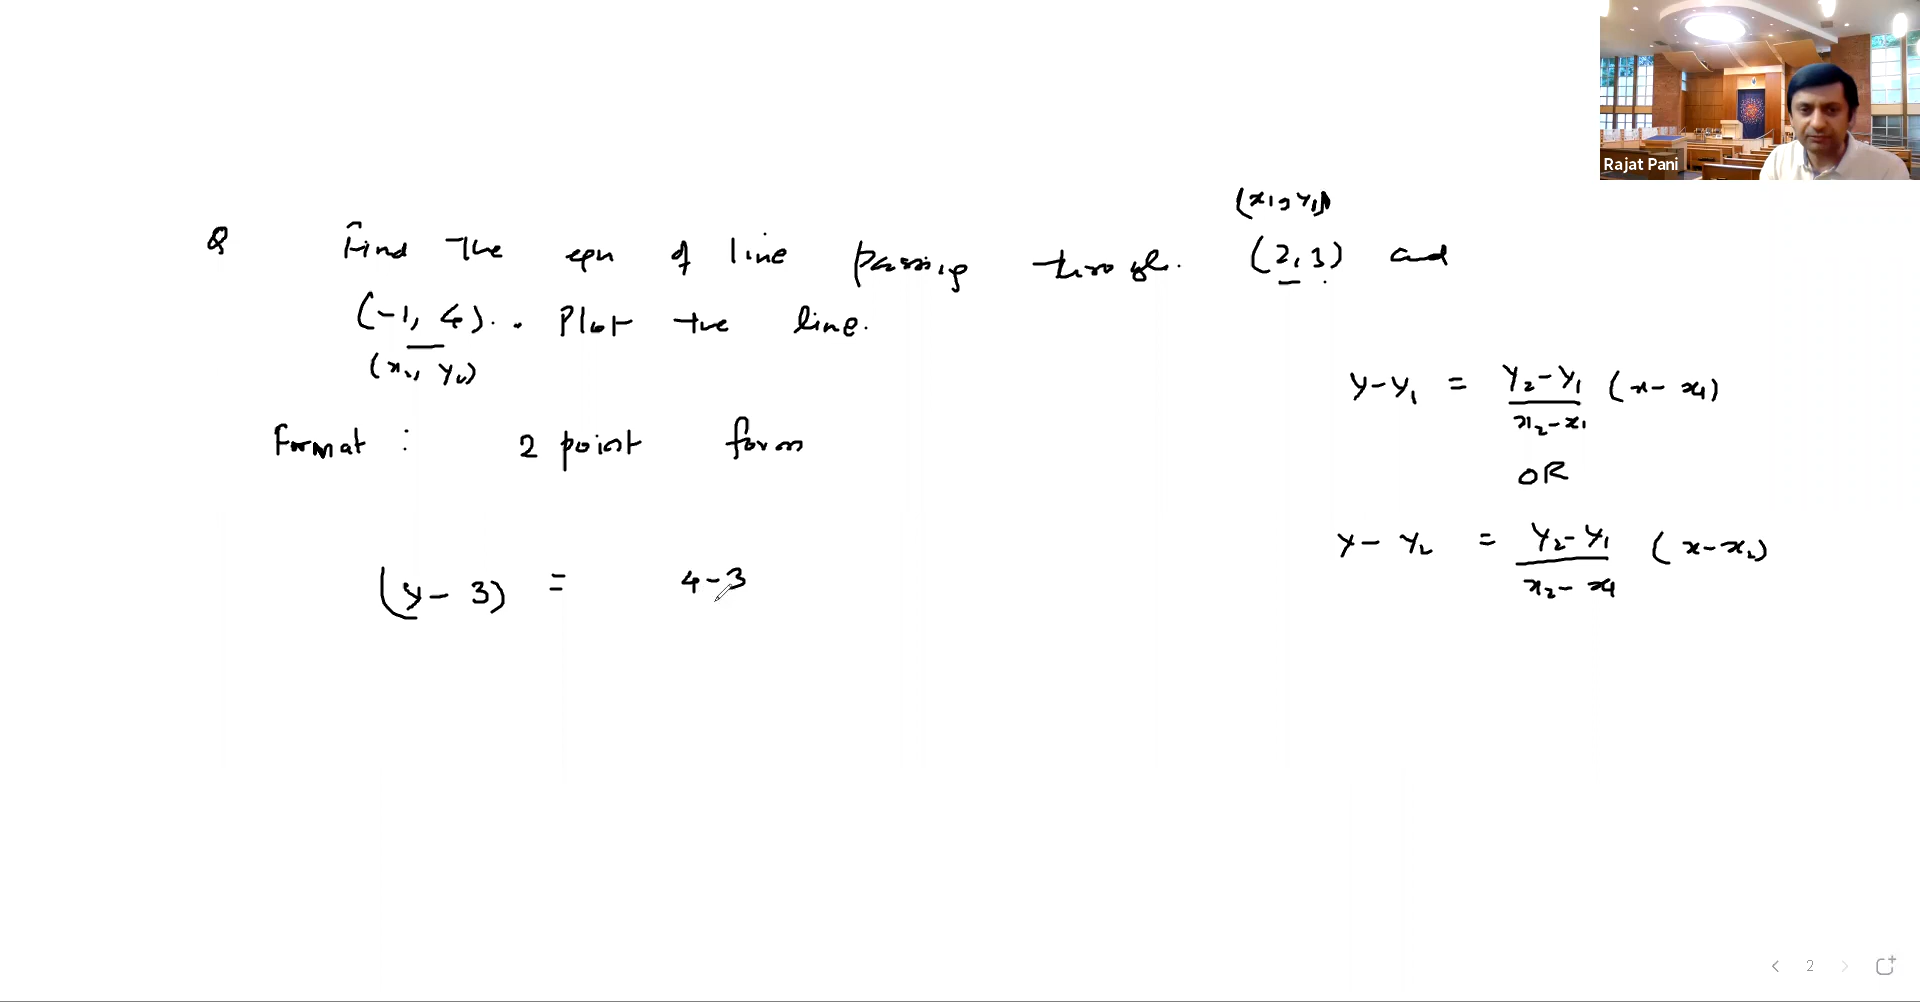 Rajat Pani
(x1, y1)
Q Find the eqn of line passing through. (2, 3) and
(-1, 4). . Plot the line.
(x2, y2)
y-y1 = y2-y1 (x- x1)
x2-x1
Format : 2 point form
OR
y- y2 = y2-y1 (x-x2)
x2- x1
(y- 3) = 4-3
2